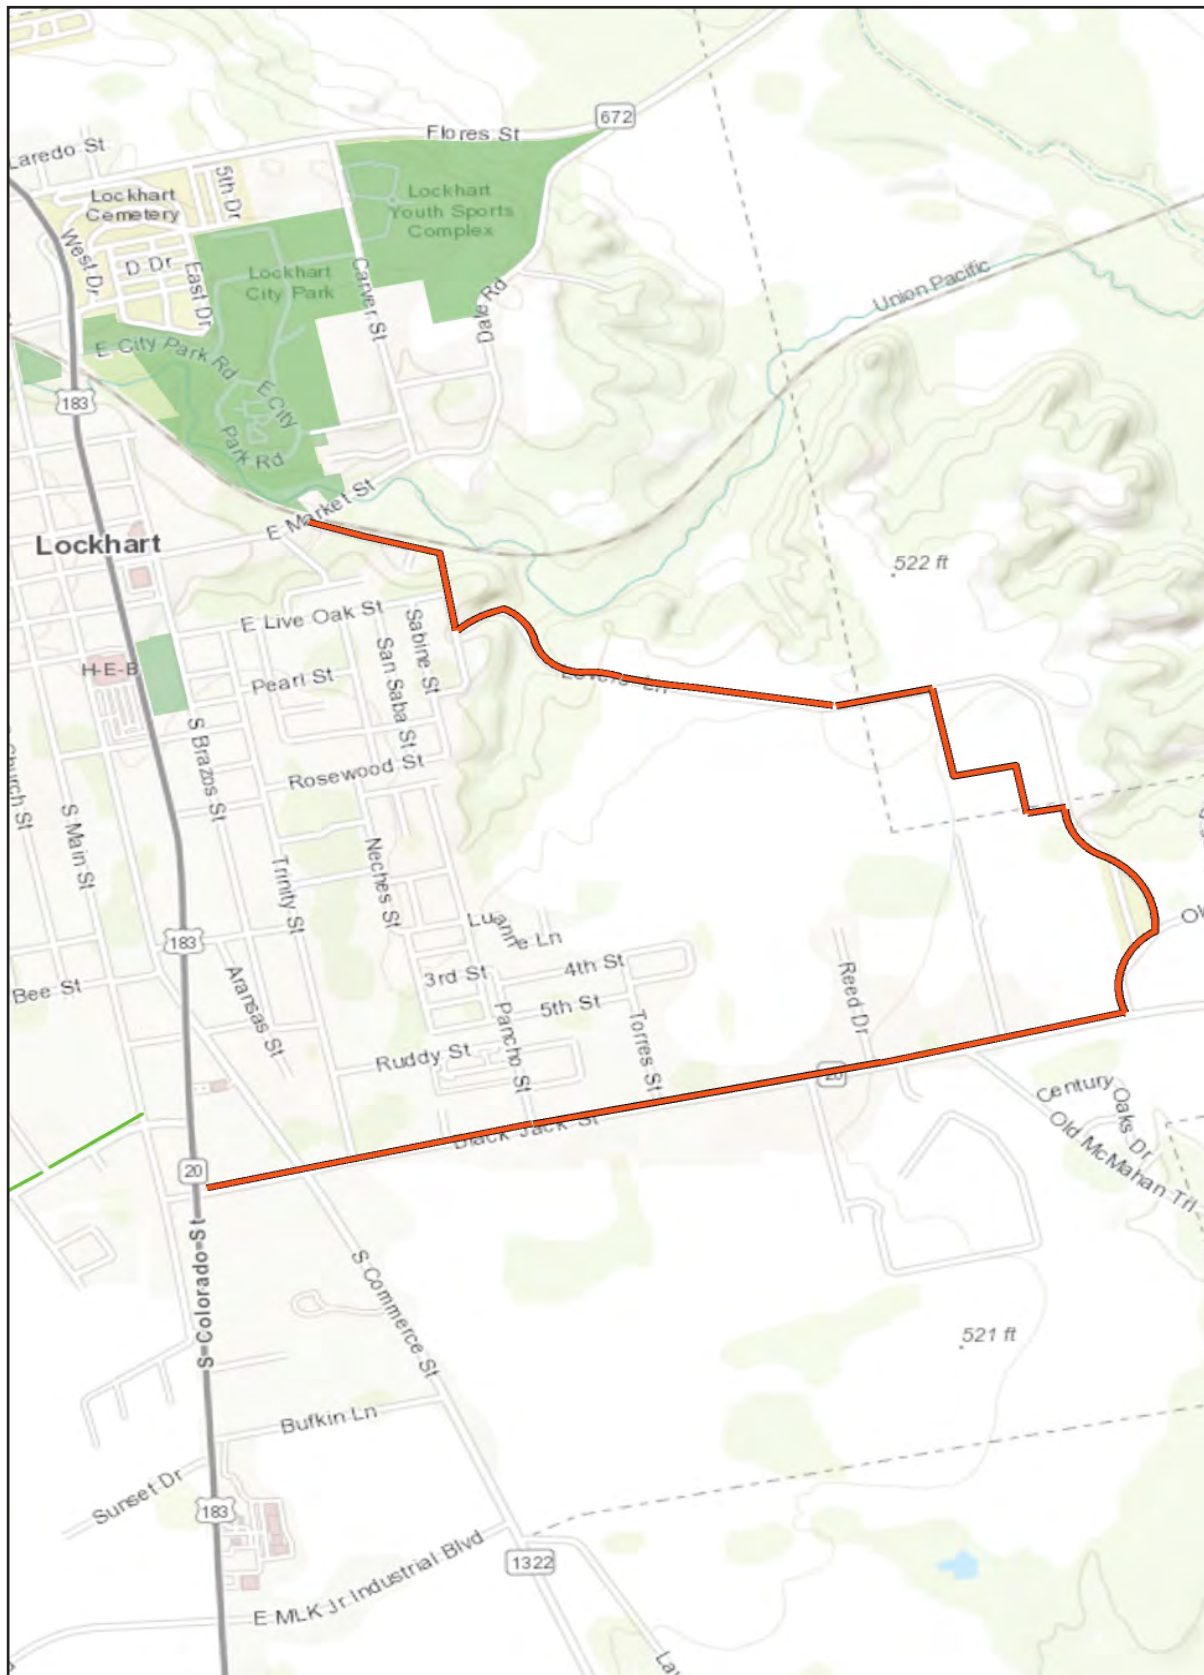 672
Flores St
Laredo St
5th Dr
Lockhart
Cemetery
Lockhart
Youth Sports
Complex
West Dr
D Dr
East Dr
Lockhart
City Park
Carver St
Union Pacific
Dale Rd
E City Park Rd
E City
Park Rd
183
E Market St
Lockhart
522 ft
E Live Oak St
Sabine St
San Saba St
H-E-B
Pearl St
S Brazos St
Rosewood St
Church St
S Main St
Neches St
Trinity St
Luanne Ln
183
3rd St
4th St
Bee St
Aransas St
5th St
Reed Dr
Pancho St
Torres St
Ruddy St
20
Century Oaks Dr
Black Jack St
Old McMahan Trl
20
S Colorado St
S Commerce St
521 ft
Bufkin Ln
Sunset Dr
183
1322
E MLK Jr Industrial Blvd